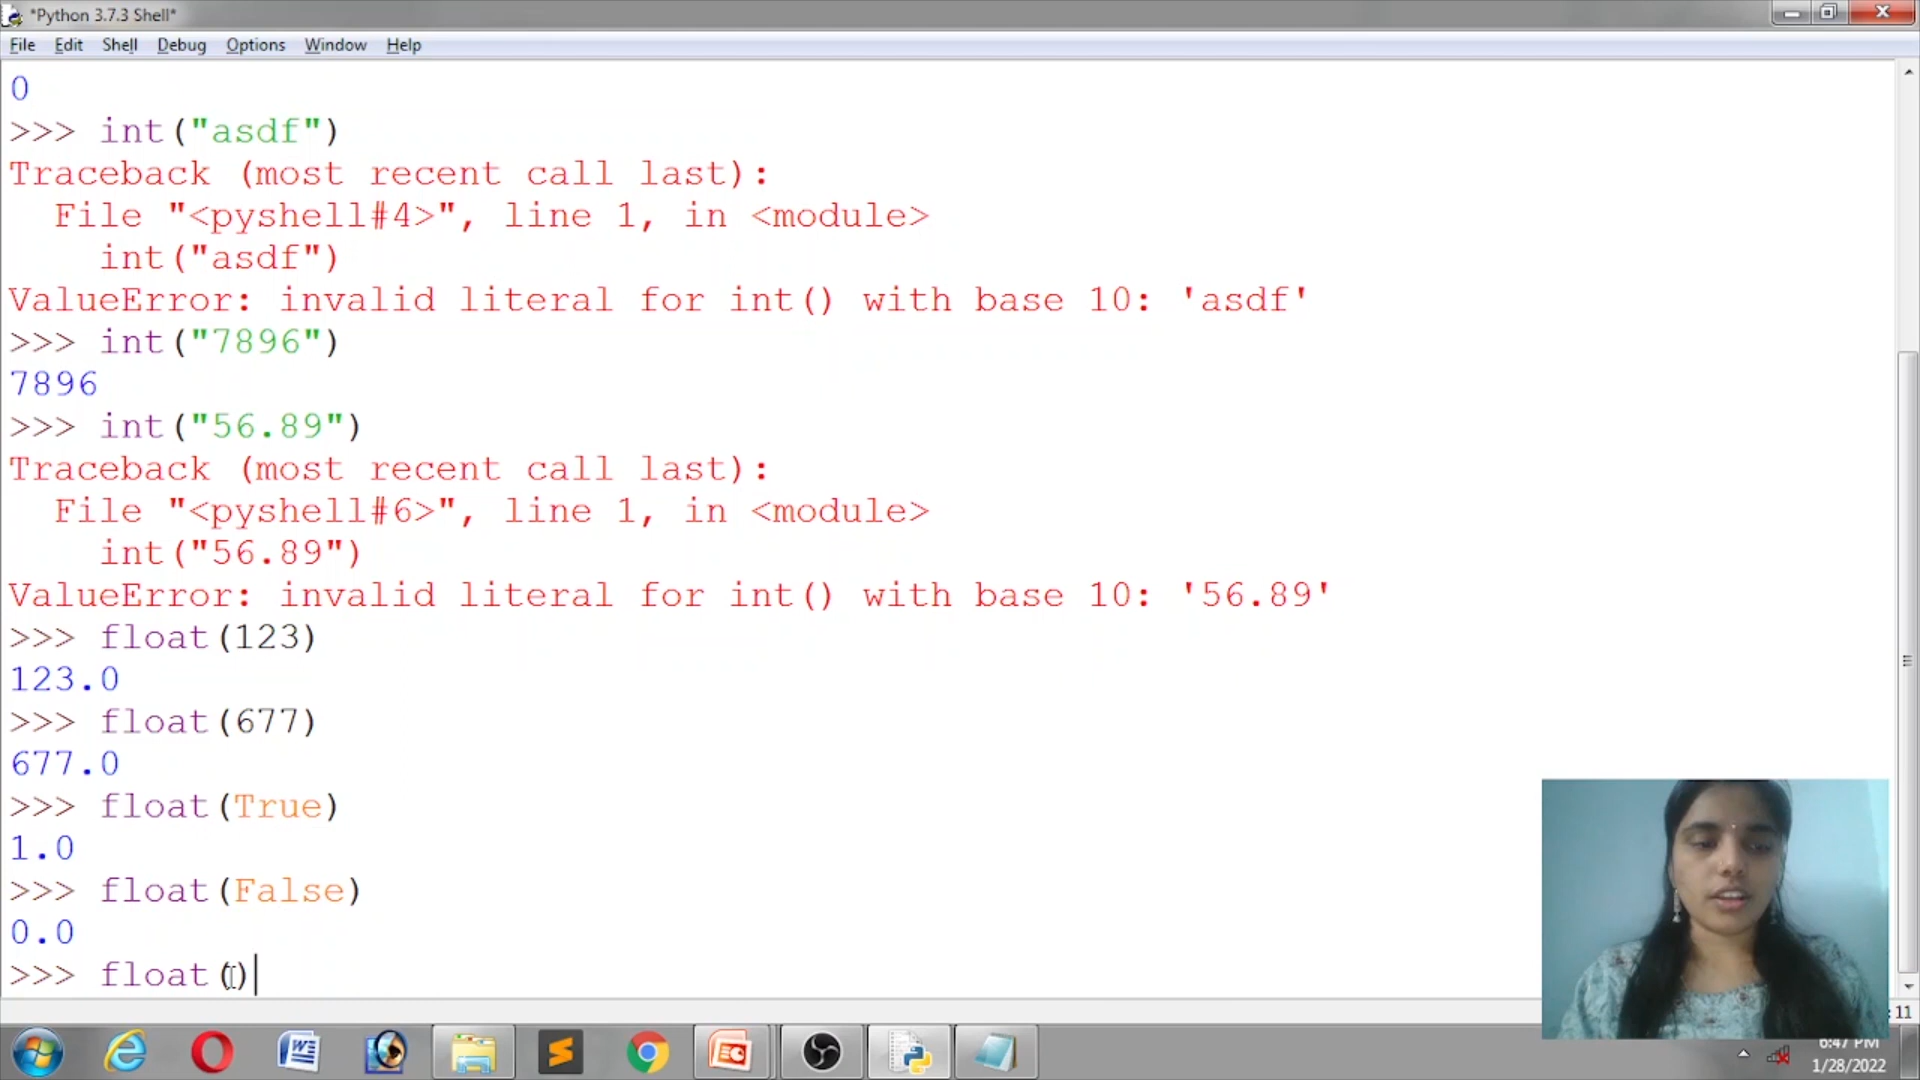 *Python 3.7.3 Shell*
File Edit Shell Debug Options Window Help
0
>>> int("asdf")
Traceback (most recent call last):
  File "<pyshell#4>", line 1, in <module>
    int("asdf")
ValueError: invalid literal for int() with base 10: 'asdf'
>>> int("7896")
7896
>>> int("56.89")
Traceback (most recent call last):
  File "<pyshell#6>", line 1, in <module>
    int("56.89")
ValueError: invalid literal for int() with base 10: '56.89'
>>> float(123)
123.0
>>> float(677)
677.0
>>> float(True)
1.0
>>> float(False)
0.0
>>> float()
: 11
6:47 PM
1/28/2022